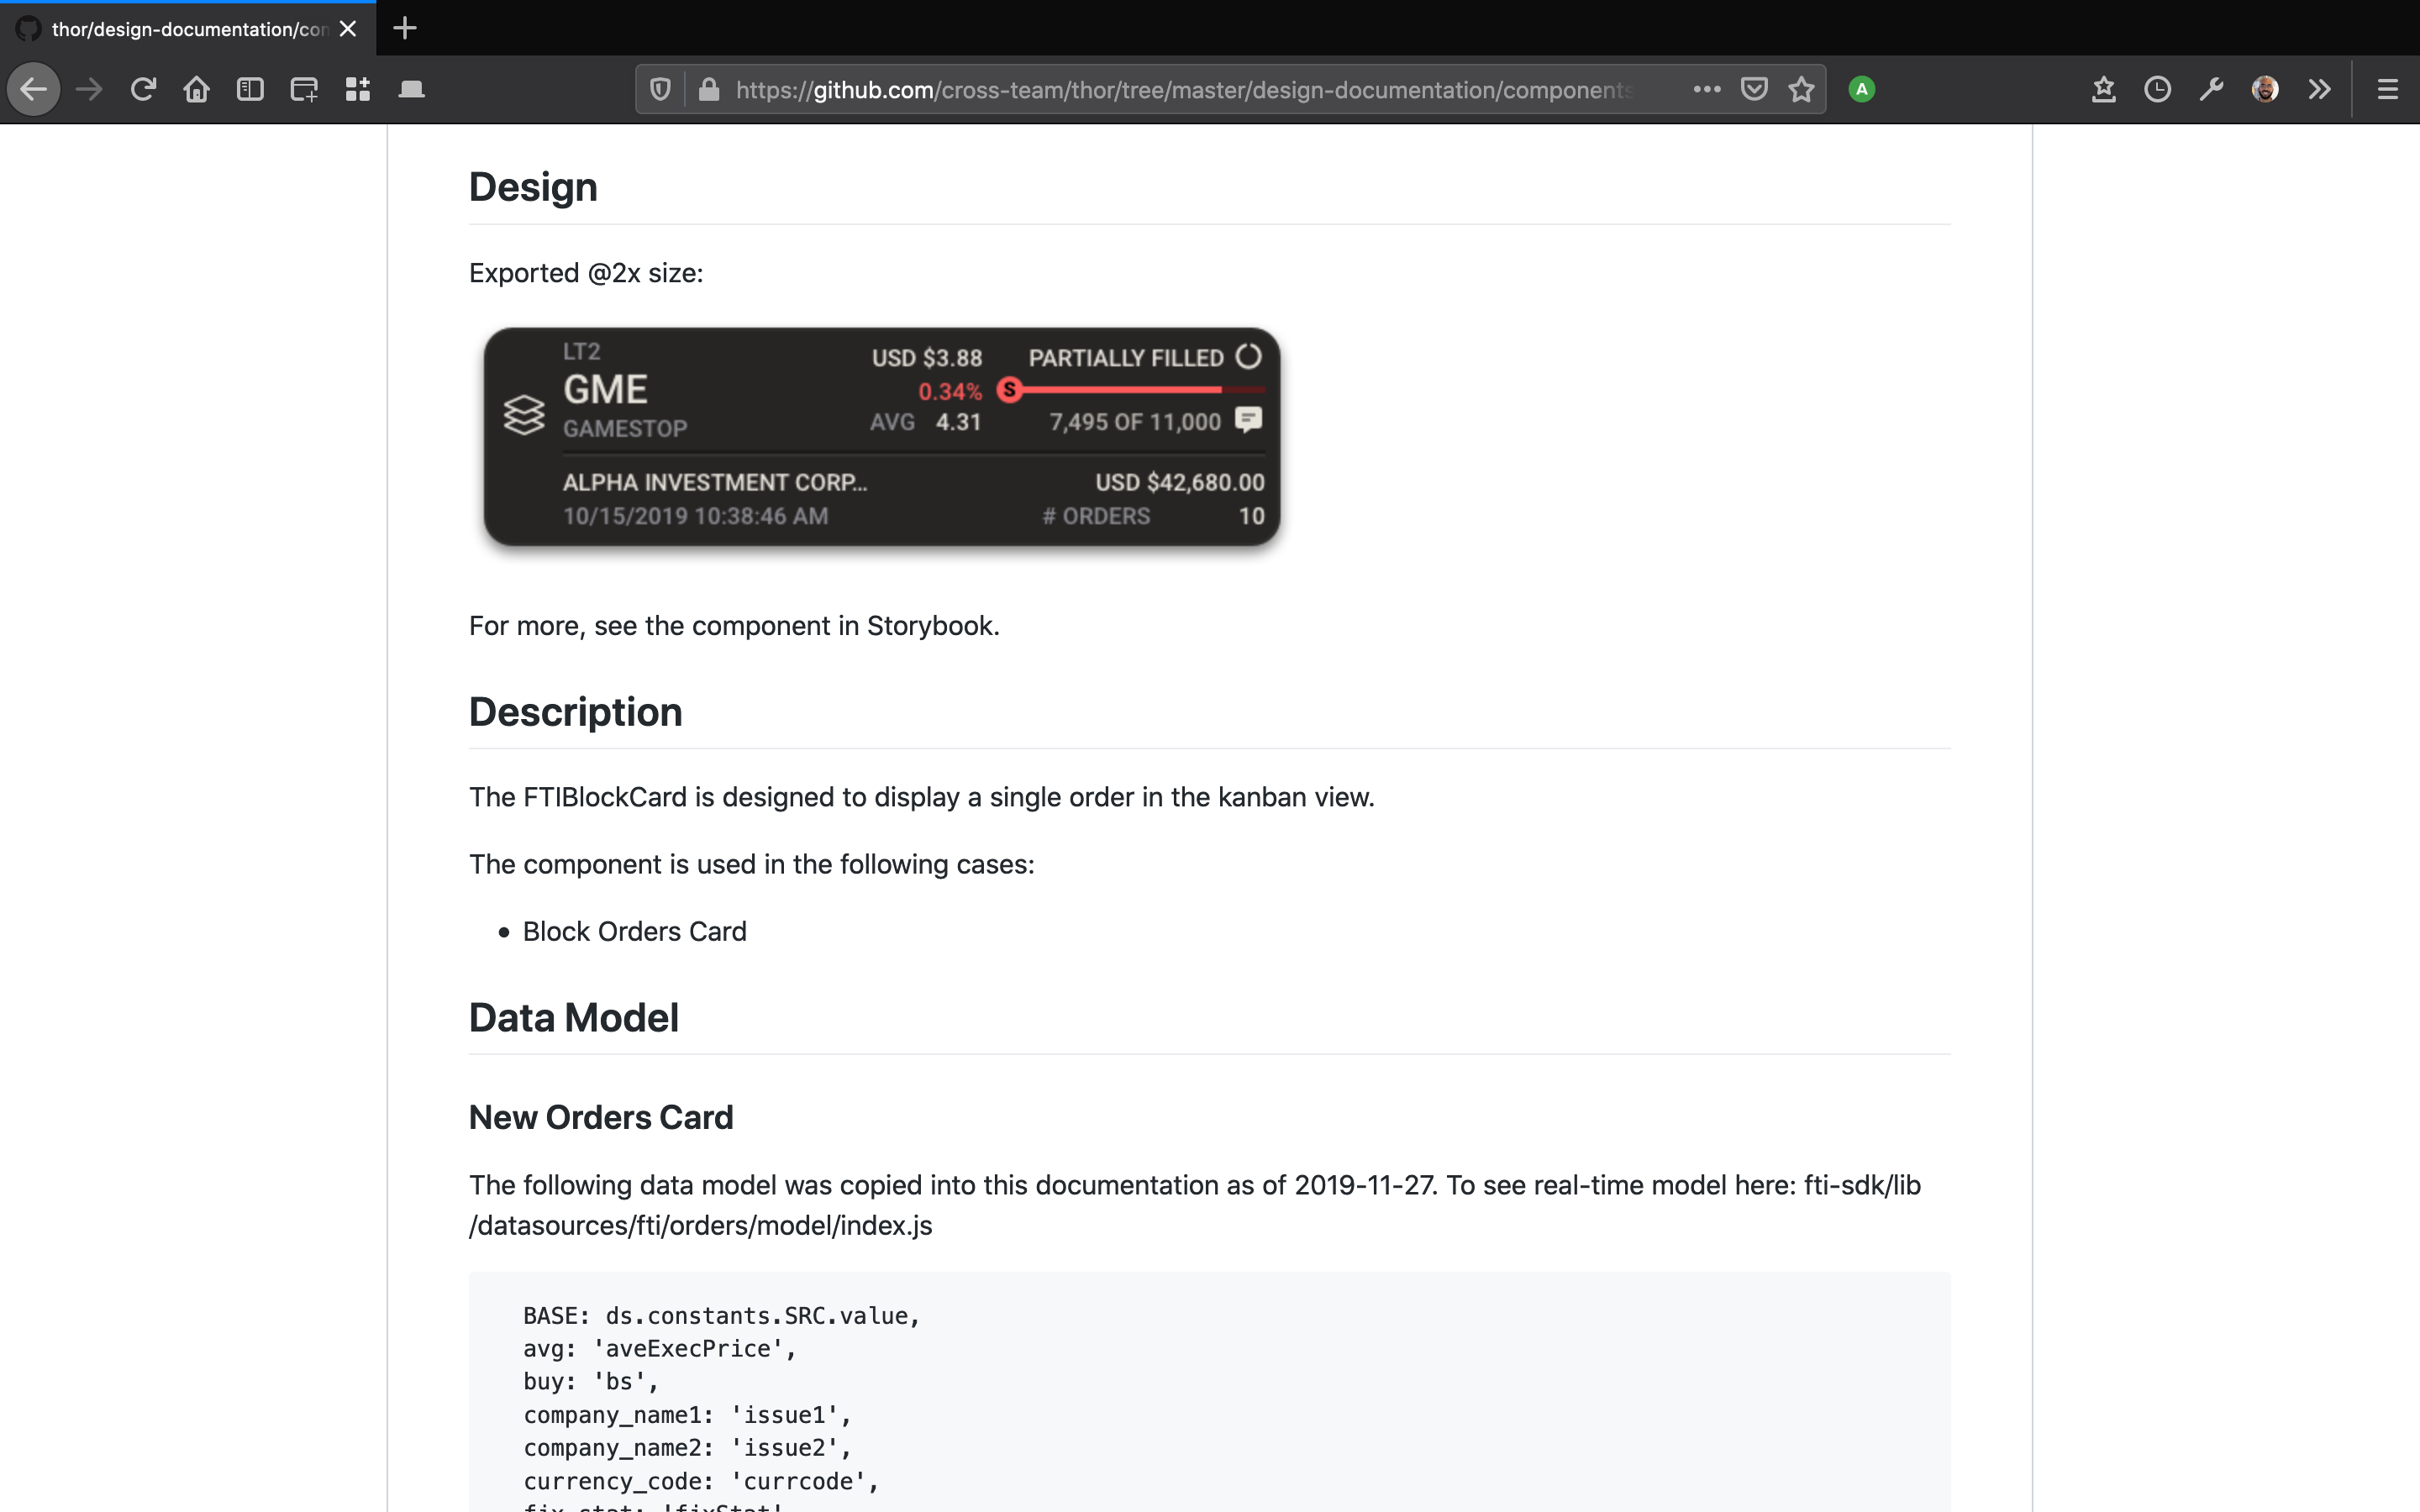 thor/design-documentation/con
https://github.com/cross-team/thor/tree/master/design-documentation/components
A
Design
Exported @2x size:
LT2
GME
GAMESTOP
USD $3.88
0.34%
AVG 4.31
PARTIALLY FILLED
S
7,495 OF 11,000
ALPHA INVESTMENT CORP...
10/15/2019 10:38:46 AM
USD $42,680.00
# ORDERS 10
For more, see the component in Storybook.
Description
The FTIBlockCard is designed to display a single order in the kanban view.
The component is used in the following cases:
• Block Orders Card
Data Model
New Orders Card
The following data model was copied into this documentation as of 2019-11-27. To see real-time model here: fti-sdk/lib
/datasources/fti/orders/model/index.js
BASE: ds.constants.SRC.value,
avg: 'aveExecPrice',
buy: 'bs',
company_name1: 'issue1',
company_name2: 'issue2',
currency_code: 'currcode',